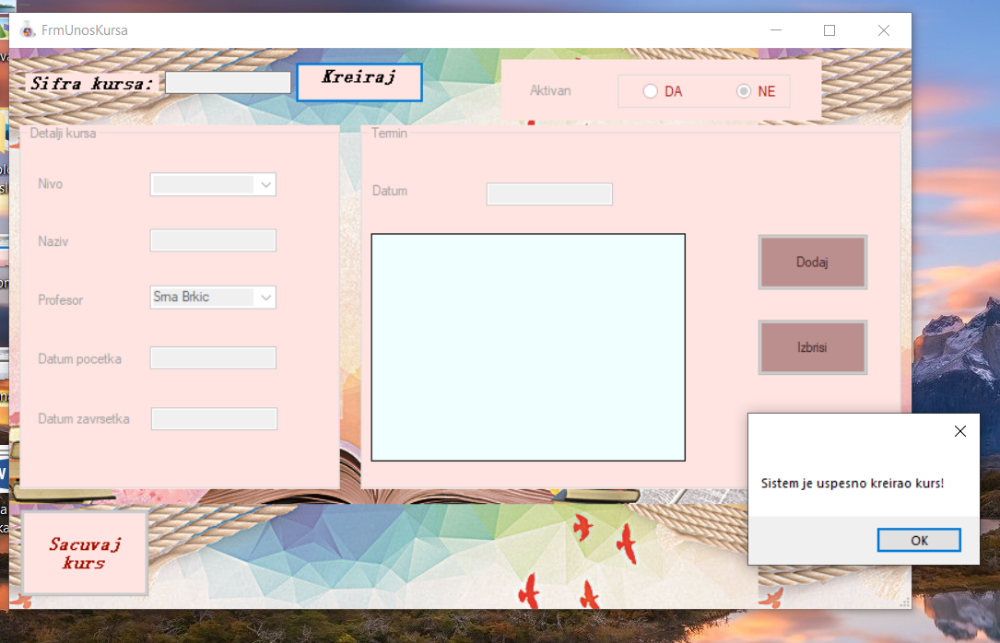 FrmUnosKursa
Sifra kursa:
Kreiraj
Aktivan
DA
NE
Detalji kursa
Termin
Nivo
Datum
Naziv
Dodaj
Profesor
Srna Brkic
Izbrisi
Datum pocetka
Datum zavrsetka
Sistem je uspesno kreirao kurs!
OK
Sacuvaj
kurs